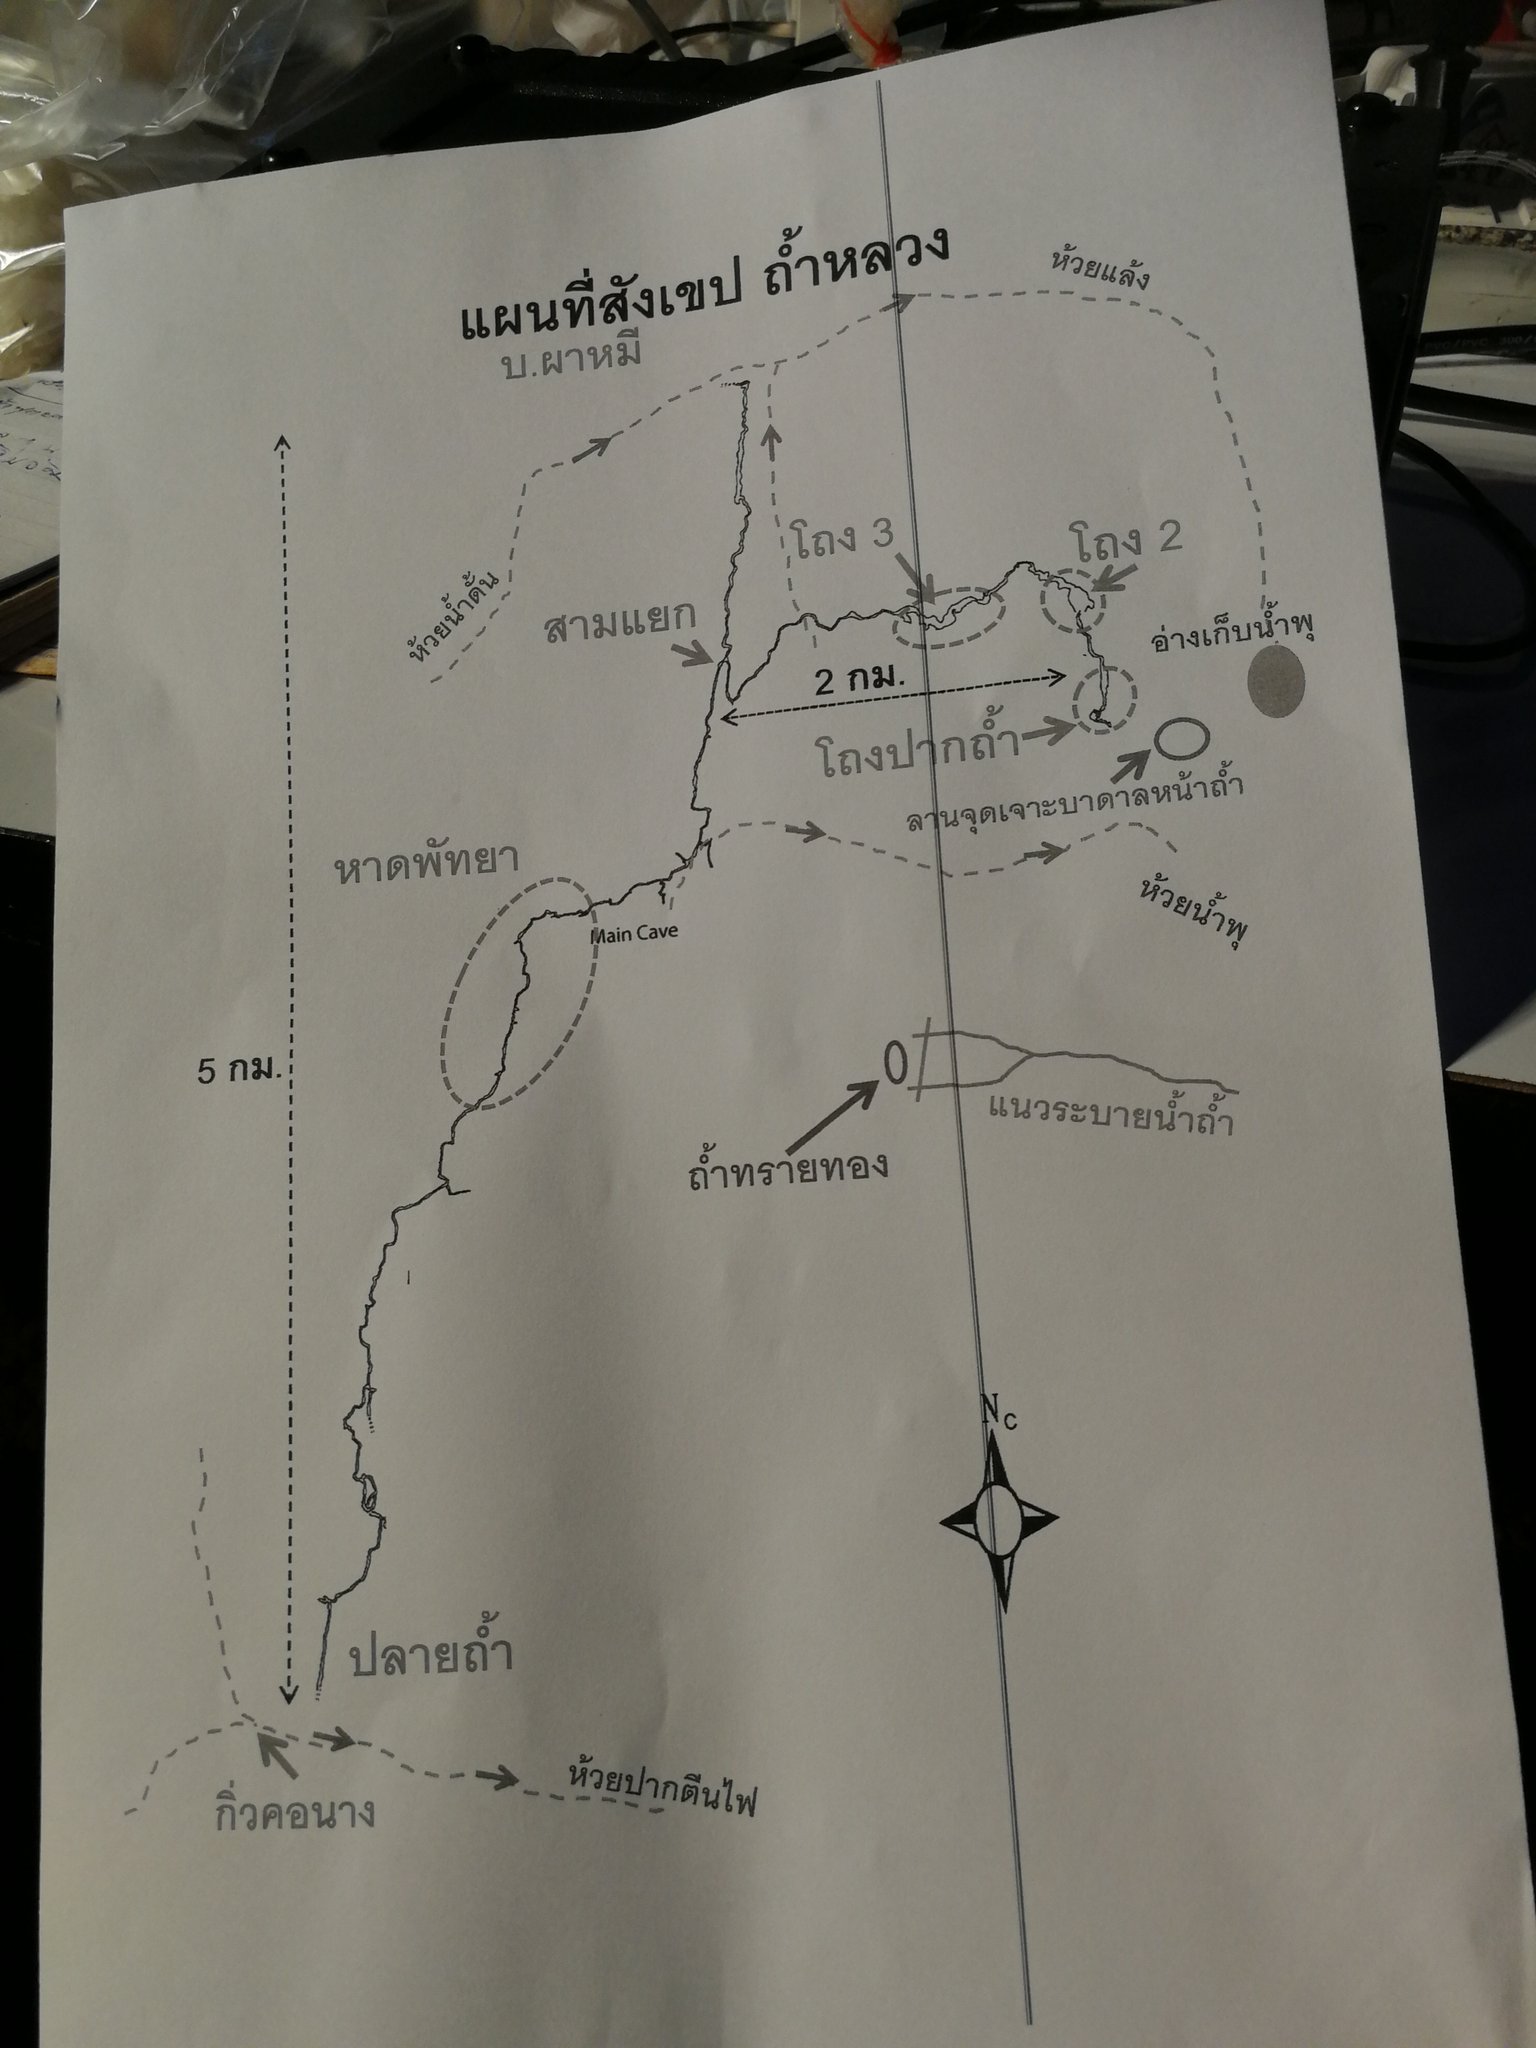 แผนที่สังเขป ถ้ำหลวง
บ.ผาหมี
ห้วยแล้ง
ห้วยน้ำดั้น
โถง 3
โถง 2
สามแยก
อ่างเก็บน้ำพุ
2 กม.
โถงปากถ้ำ
ลานจุดเจาะบาดาลหน้าถ้ำ
หาดพัทยา
ห้วยน้ำพุ
Main Cave
5 กม.
แนวระบายน้ำถ้ำ
ถ้ำทรายทอง
Nc
ปลายถ้ำ
ห้วยปากตีนไฟ
กิ่วคอนาง